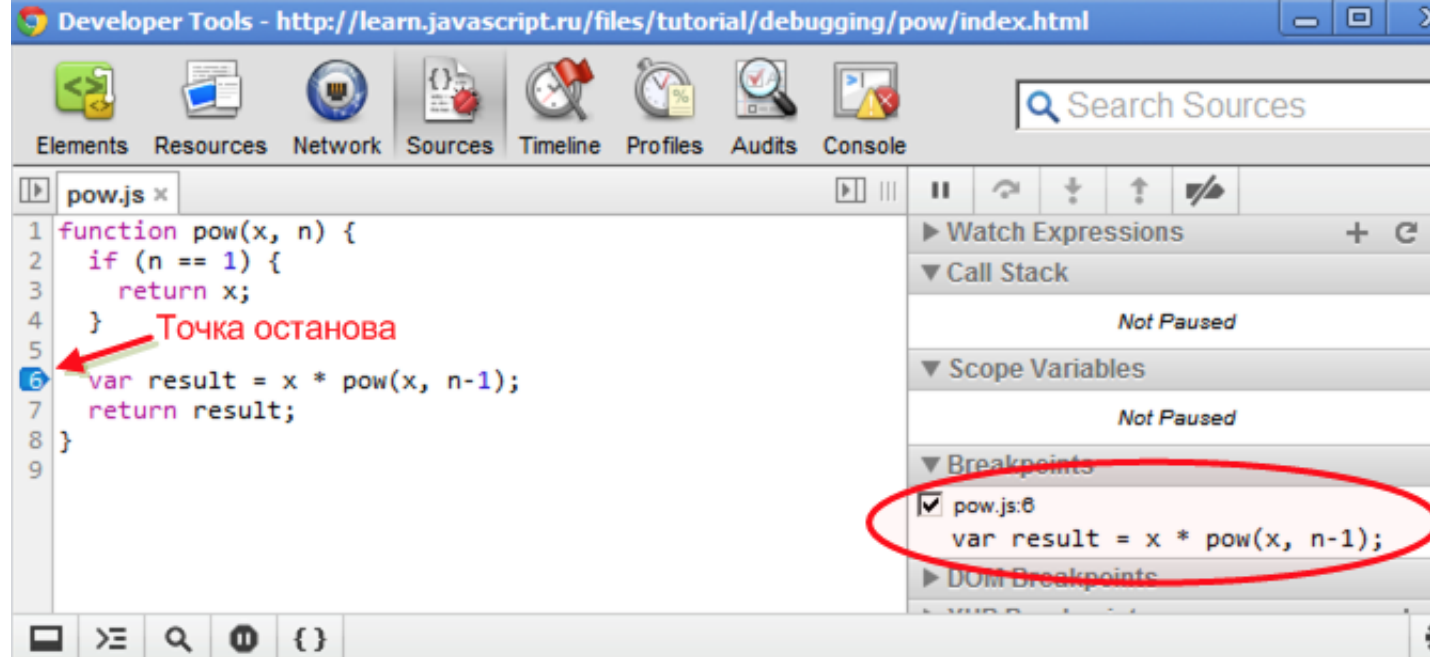 Developer Tools - http://learn.javascript.ru/files/tutorial/debugging/pow/index.html
Elements Resources Network Sources Timeline Profiles Audits Console
Search Sources
pow.js ×
1 function pow(x, n) {
2 if (n == 1) {
3 return x;
4 }
Точка останова
5
6 var result = x * pow(x, n-1);
7 return result;
8 }
9
Watch Expressions
Call Stack
Not Paused
Scope Variables
Not Paused
Breakpoints
pow.js:6
var result = x * pow(x, n-1);
DOM Breakpoints